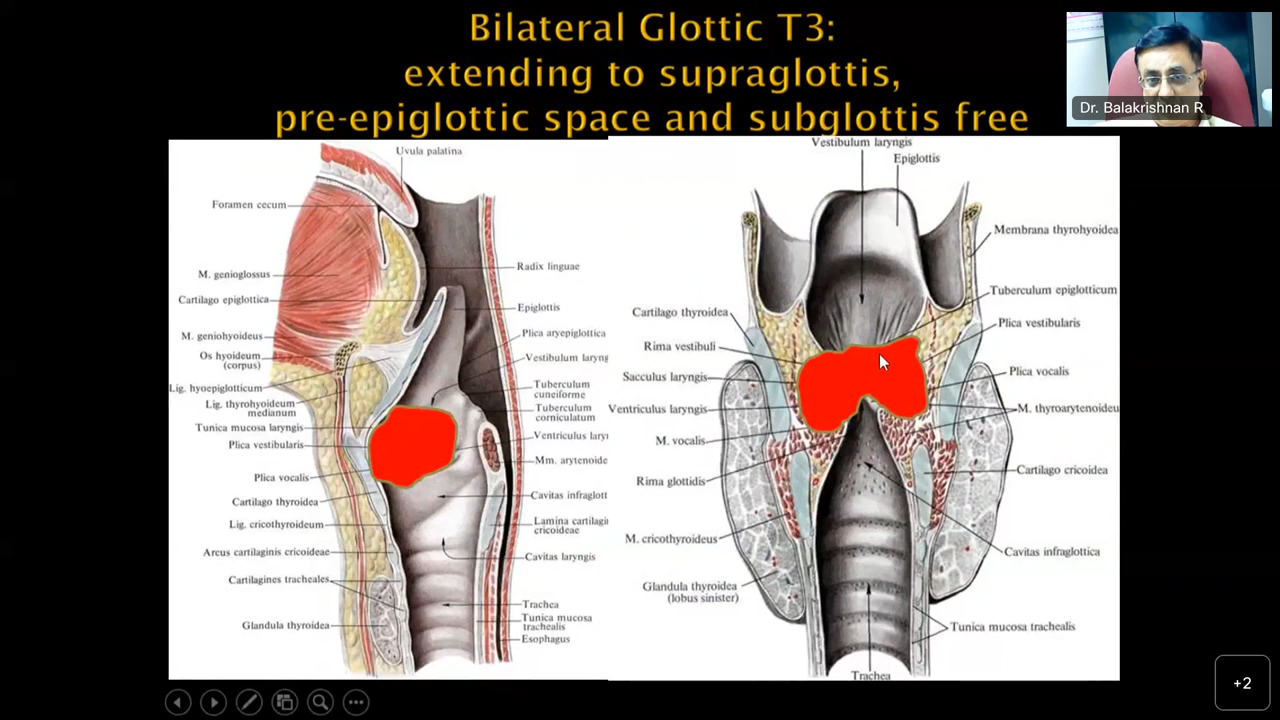 Bilateral Glottic T3:
extending to supraglottis,
pre-epiglottic space and subglottis free
Dr. Balakrishnan R
Uvula palatina
Foramen cecum
M. genioglossus
Cartilago epiglottica
M. geniohyoideus
Os hyoideum
(corpus)
Lig. hyoepiglotticum
Lig. thyrohyoideum
medianum
Tunica mucosa laryngis
Plica vestibularis
Plica vocalis
Cartilago thyroidea
Lig. cricothyroideum
Arcus cartilaginis cricoideae
Cartilagines tracheales
Glandula thyroidea
Radix linguae
Epiglottis
Plica aryepiglottica
Vestibulum laryng
Tuberculum
cuneiforme
Tuberculum
corniculatum
Ventriculus lary
Mm. arytenoide
Cavitas infraglott
Lamina cartilagin
cricoideae
Cavitas laryngis
Trachea
Tunica mucosa
trachealis
Esophagus
Vestibulum laryngis
Epiglottis
Cartilago thyroidea
Rima vestibuli
Sacculus laryngis
Ventriculus laryngis
M. vocalis
Rima glottidis
M. cricothyroideus
Glandula thyroidea
(lobus sinister)
Membrana thyrohyoidea
Tuberculum epiglotticum
Plica vestibularis
Plica vocalis
M. thyroarytenoideu
Cartilago cricoidea
Cavitas infraglottica
Tunica mucosa trachealis
Trachea
+2